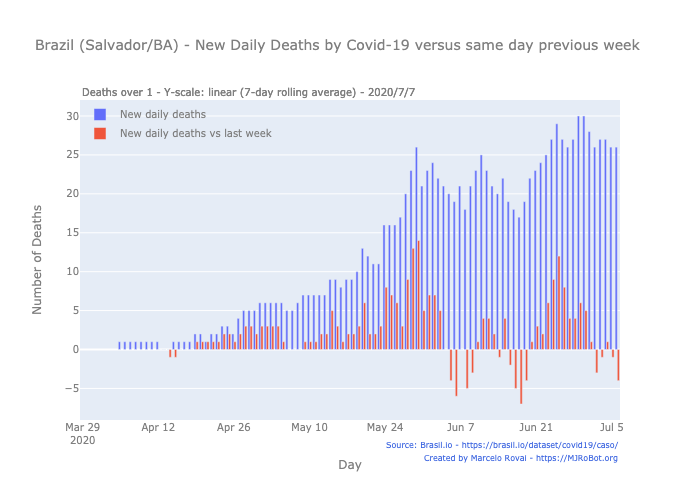 Brazil (Salvador/BA) - New Daily Deaths by Covid-19 versus same day previous week
Deaths over 1 - Y-scale: linear (7-day rolling average) - 2020/7/7
New daily deaths
New daily deaths vs last week
30
25
20
15
10
5
0
−5
Number of Deaths
Mar 29
2020
Apr 12
Apr 26
May 10
May 24
Jun 7
Jun 21
Jul 5
Day
Source: Brasil.io - https://brasil.io/dataset/covid19/caso/
Created by Marcelo Rovai - https://MJRoBot.org